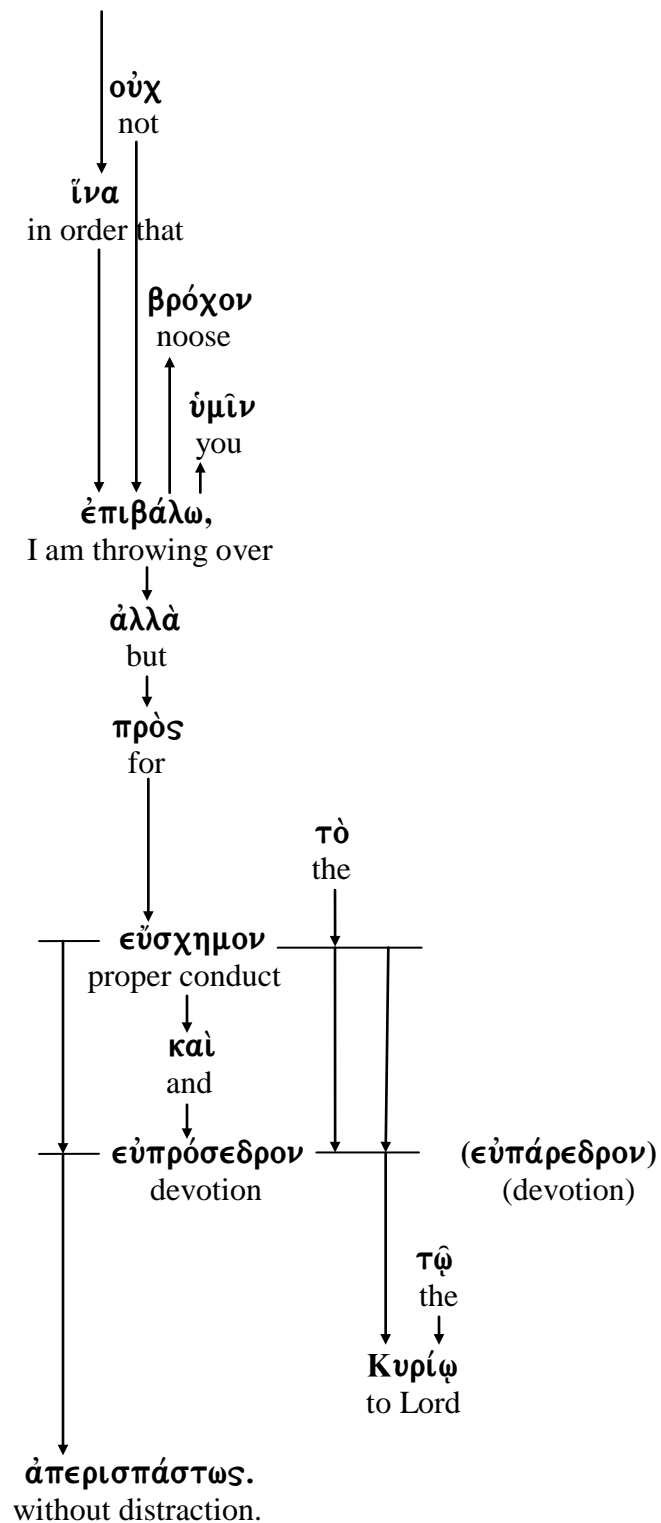 οὐχ
not
ἵνα
in order that
βρόχον
noose
ὑμῖν
you
ἐπιβάλω,
I am throwing over
ἀλλὰ
but
πρὸς
for
τὸ
the
εὔσχημον
proper conduct
καὶ
and
εὐπρόσεδρον (εὐπάρεδρον)
devotion (devotion)
τῷ
the
Κυρίῳ
to Lord
ἀπερισπάστως.
without distraction.